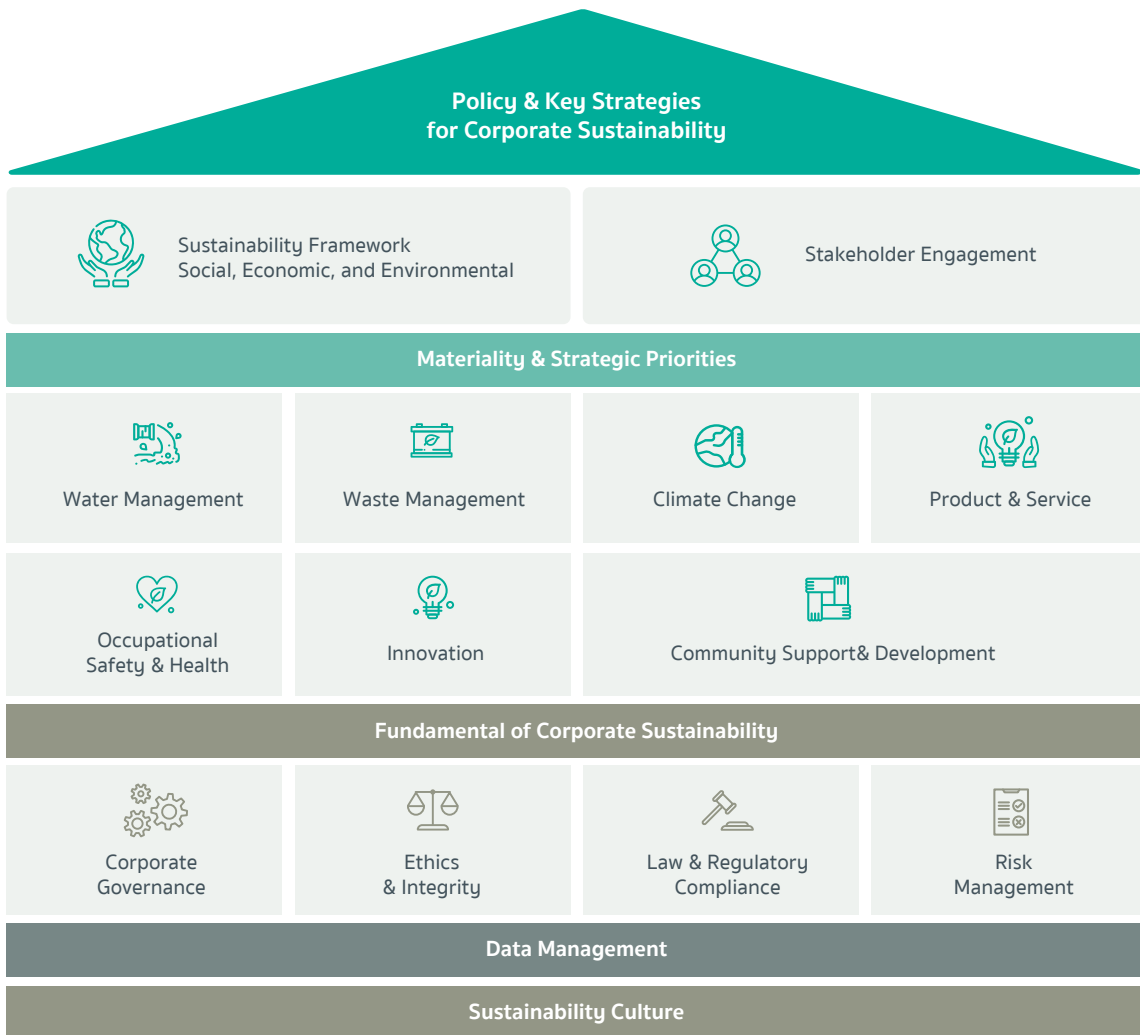 Policy & Key Strategies
for Corporate Sustainability
Sustainability Framework
Social, Economic, and Environmental
Stakeholder Engagement
Materiality & Strategic Priorities
Water Management
Waste Management
Climate Change
Product & Service
Occupational
Safety & Health
Innovation
Community Support& Development
Fundamental of Corporate Sustainability
Corporate
Governance
Ethics
& Integrity
Law & Regulatory
Compliance
Risk
Management
Data Management
Sustainability Culture